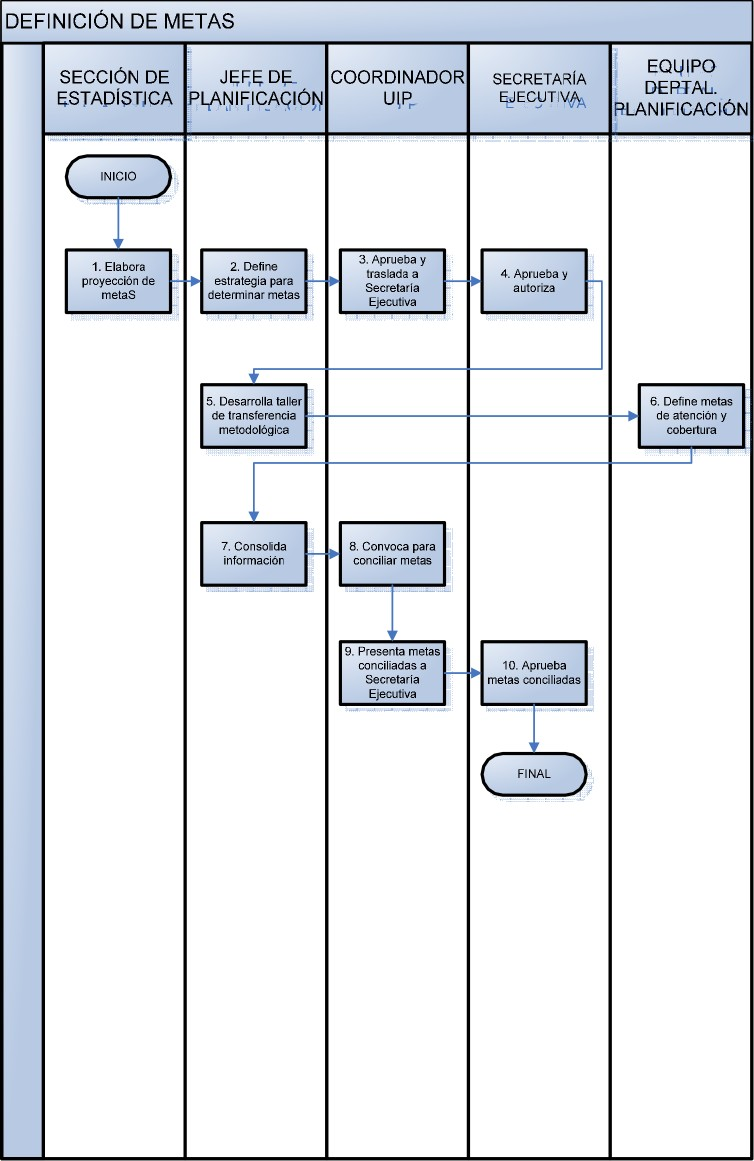 DEFINICIÓN DE METAS
SECCIÓN DE
ESTADÍSTICA
JEFE DE
PLANIFICACIÓN
COORDINADOR
UIP
SECRETARÍA
EJECUTIVA
EQUIPO
DEPTAL.
PLANIFICACIÓN
INICIO
1. Elabora
proyección de
metaS
2. Define
estrategia para
determinar metas
3. Aprueba y
traslada a
Secretaría
Ejecutiva
4. Aprueba y
autoriza
5. Desarrolla taller
de transferencia
metodológica
6. Define metas
de atención y
cobertura
7. Consolida
información
8. Convoca para
conciliar metas
9. Presenta metas
conciliadas a
Secretaría
Ejecutiva
10. Aprueba
metas conciliadas
FINAL